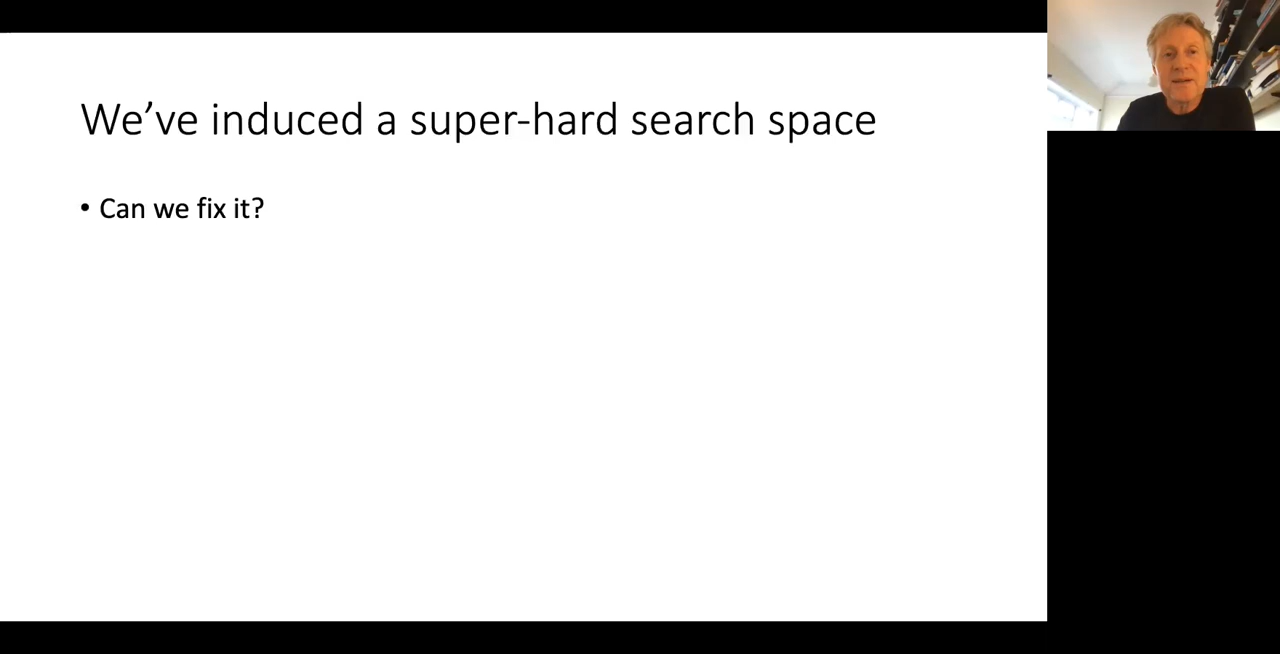 We’ve induced a super-hard search space
• Can we fix it?